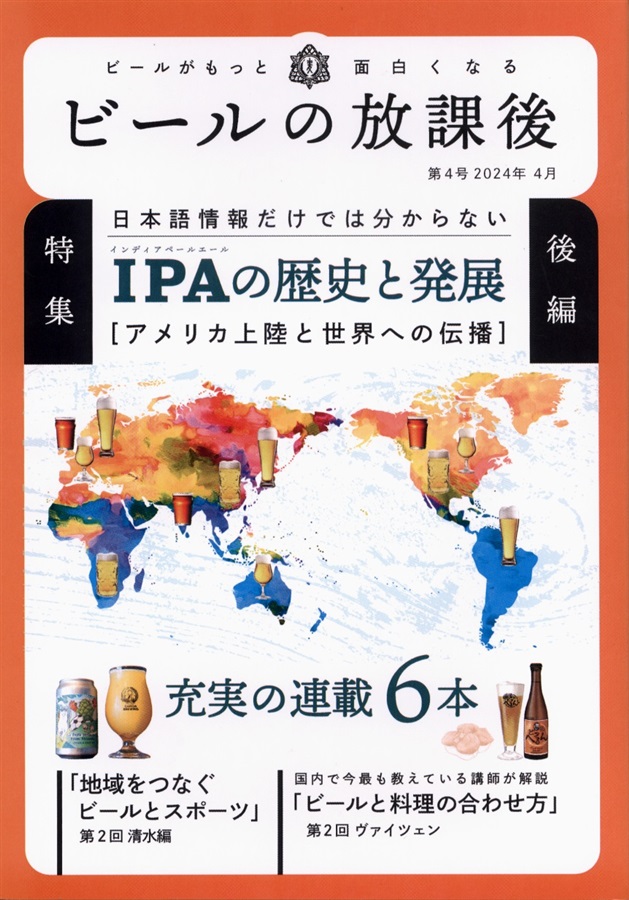 ビールがもっと 面白くなる
ビールの放課後
第4号 2024年 4月
特集
日本語情報だけでは分からない
インディアペールエール
IPAの歴史と発展
[アメリカ上陸と世界への伝播]
後編
充実の連載6本
「地域をつなぐ
ビールとスポーツ」
第2回 清水編
国内で今最も教えている講師が解説
「ビールと料理の合わせ方」
第2回 ヴァイツェン